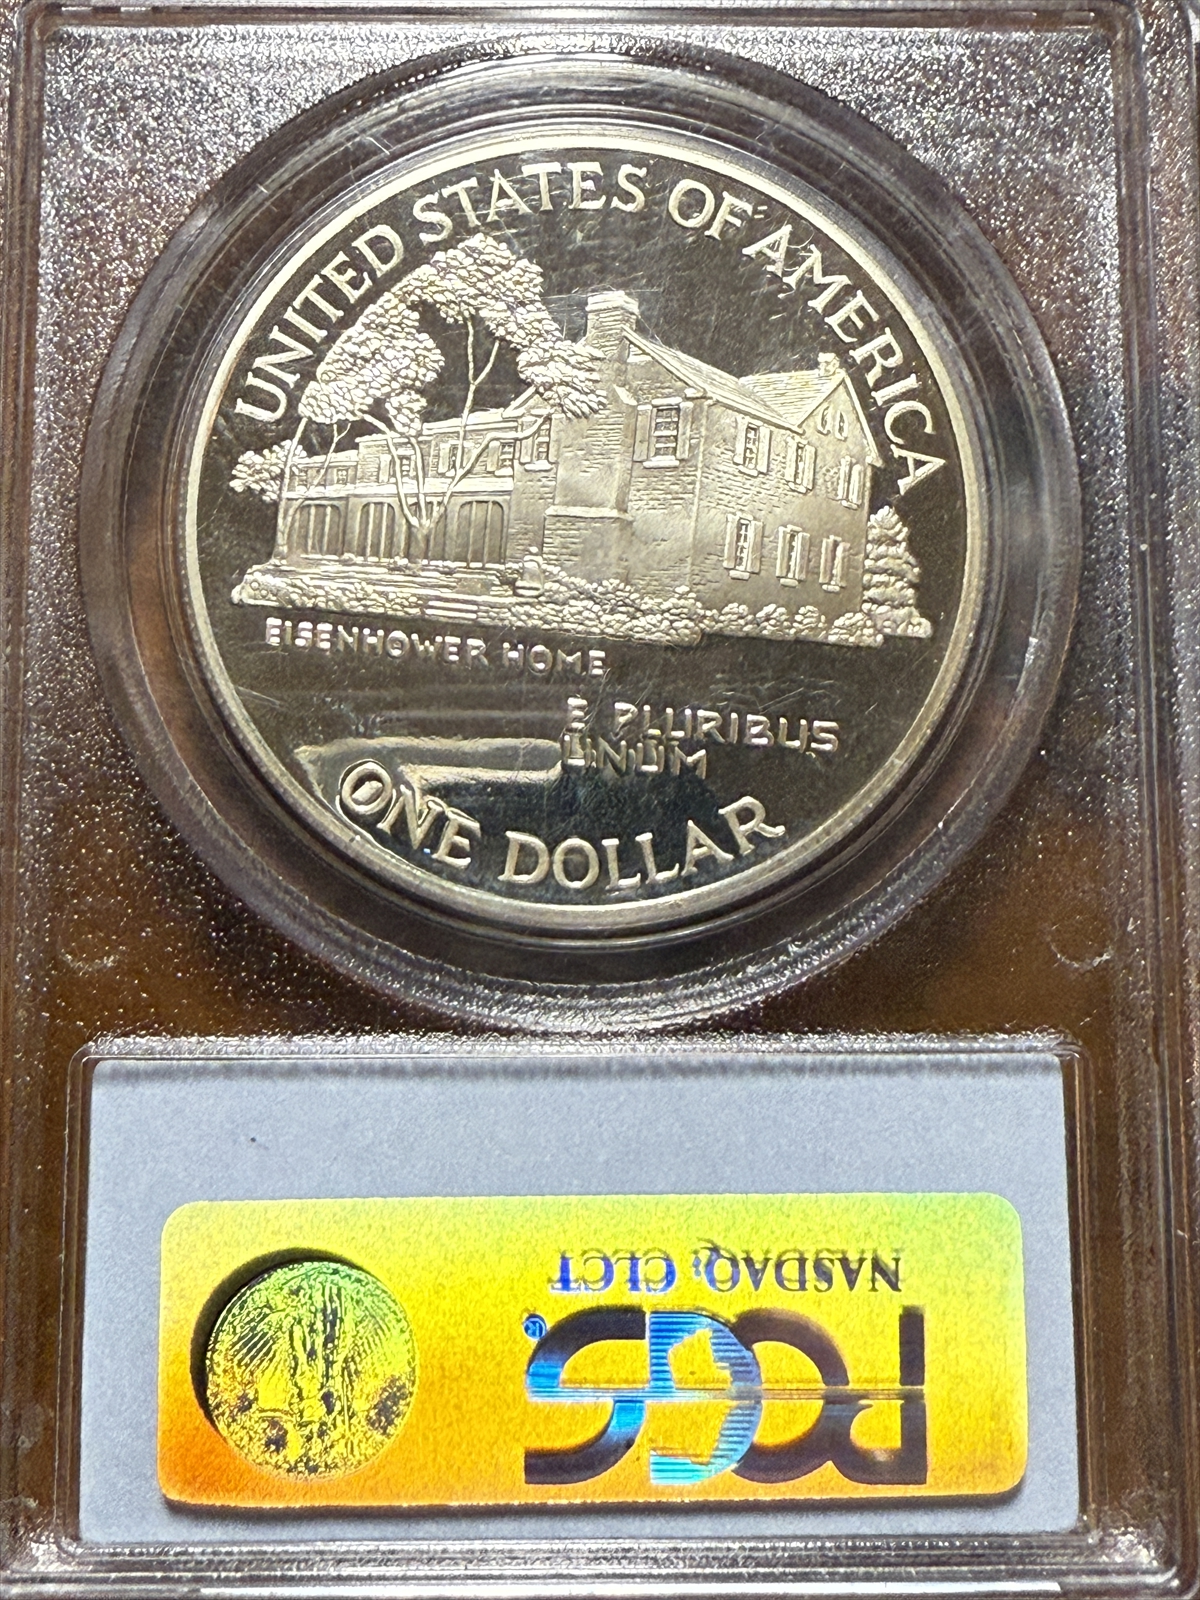 UNITED STATES OF AMERICA
EISENHOWER HOME
E PLURIBUS
UNUM
ONE DOLLAR
NASDAQ: CLCT
PCGS®